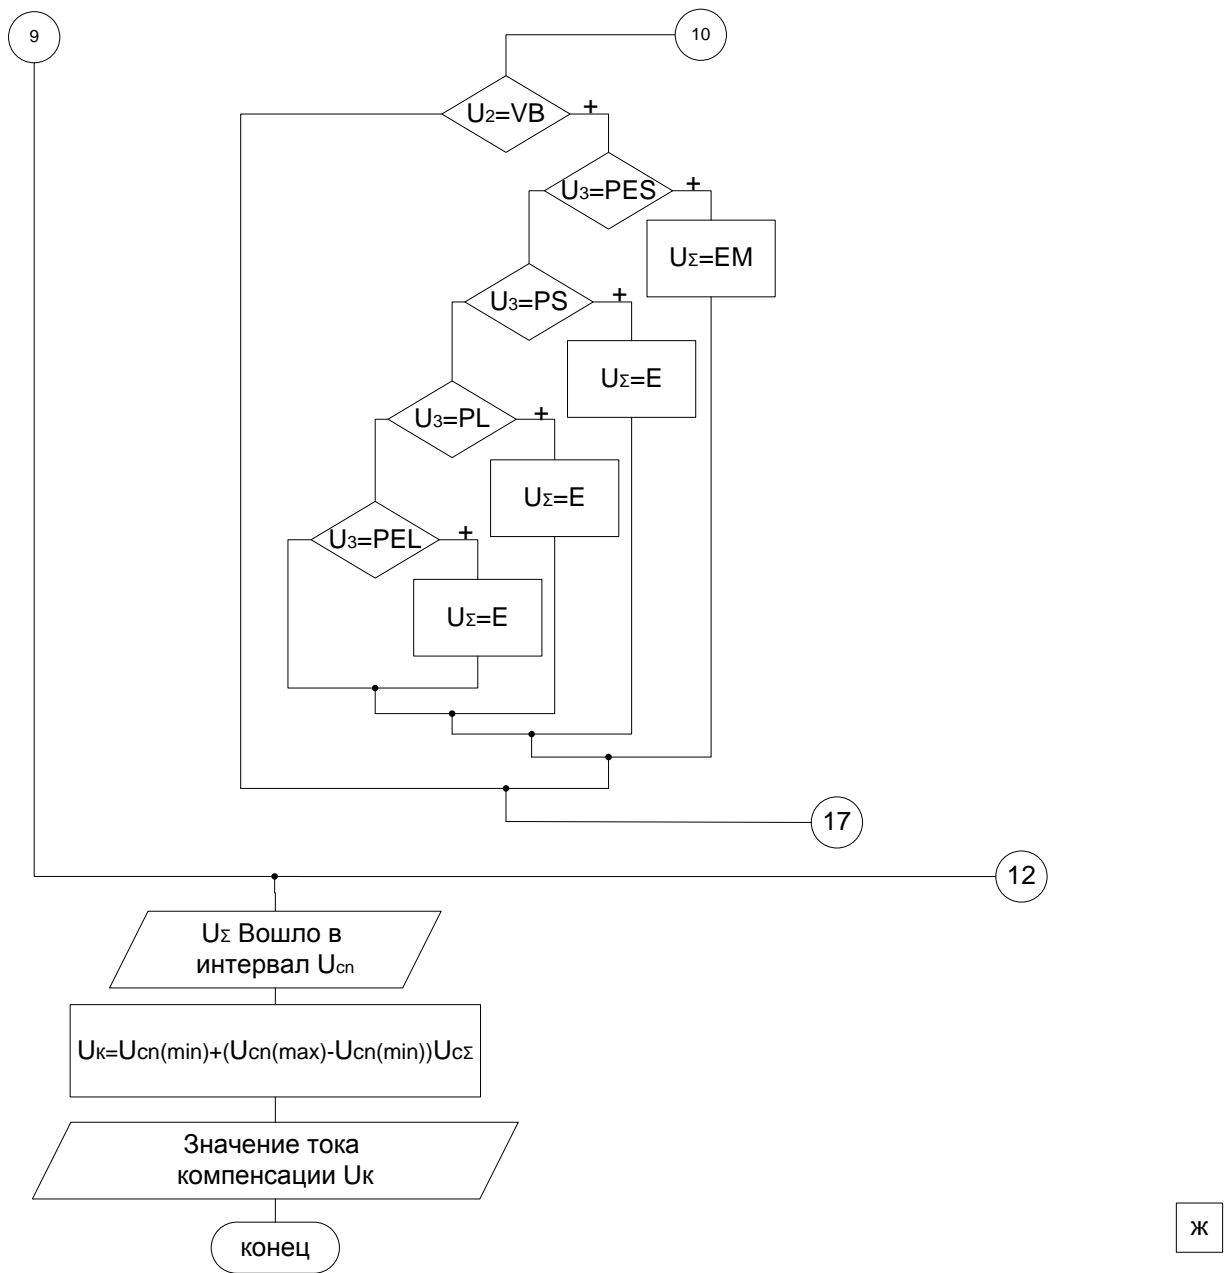 9
10
U2=VB
+
U3=PES
+
UΣ=EM
U3=PS
+
UΣ=E
U3=PL
+
UΣ=E
U3=PEL
+
UΣ=E
17
12
UΣ Вошло в
интервал Ucn
Uк=Ucn(min)+(Ucn(max)-Ucn(min))UcΣ
Значение тока
компенсации Uк
конец
ж